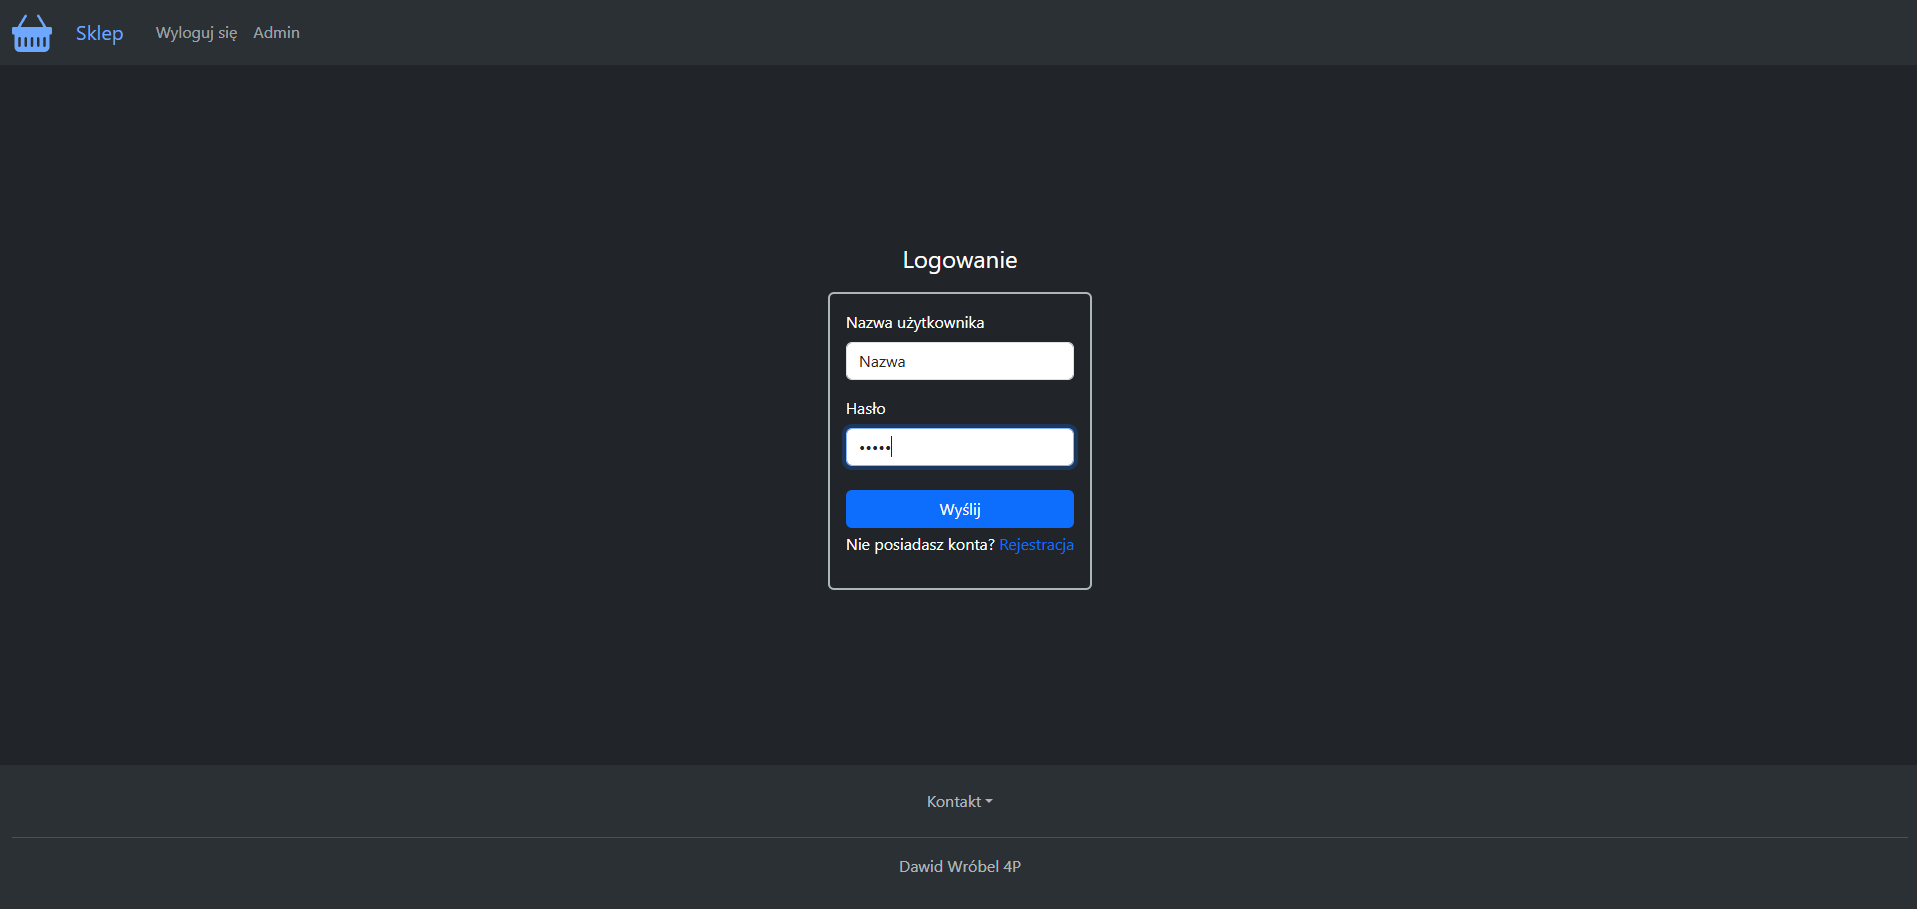 Sklep Wyloguj się Admin
Logowanie
Nazwa użytkownika
Nazwa
Hasło
•••••
Wyślij
Nie posiadasz konta? Rejestracja
Kontakt
Dawid Wróbel 4P